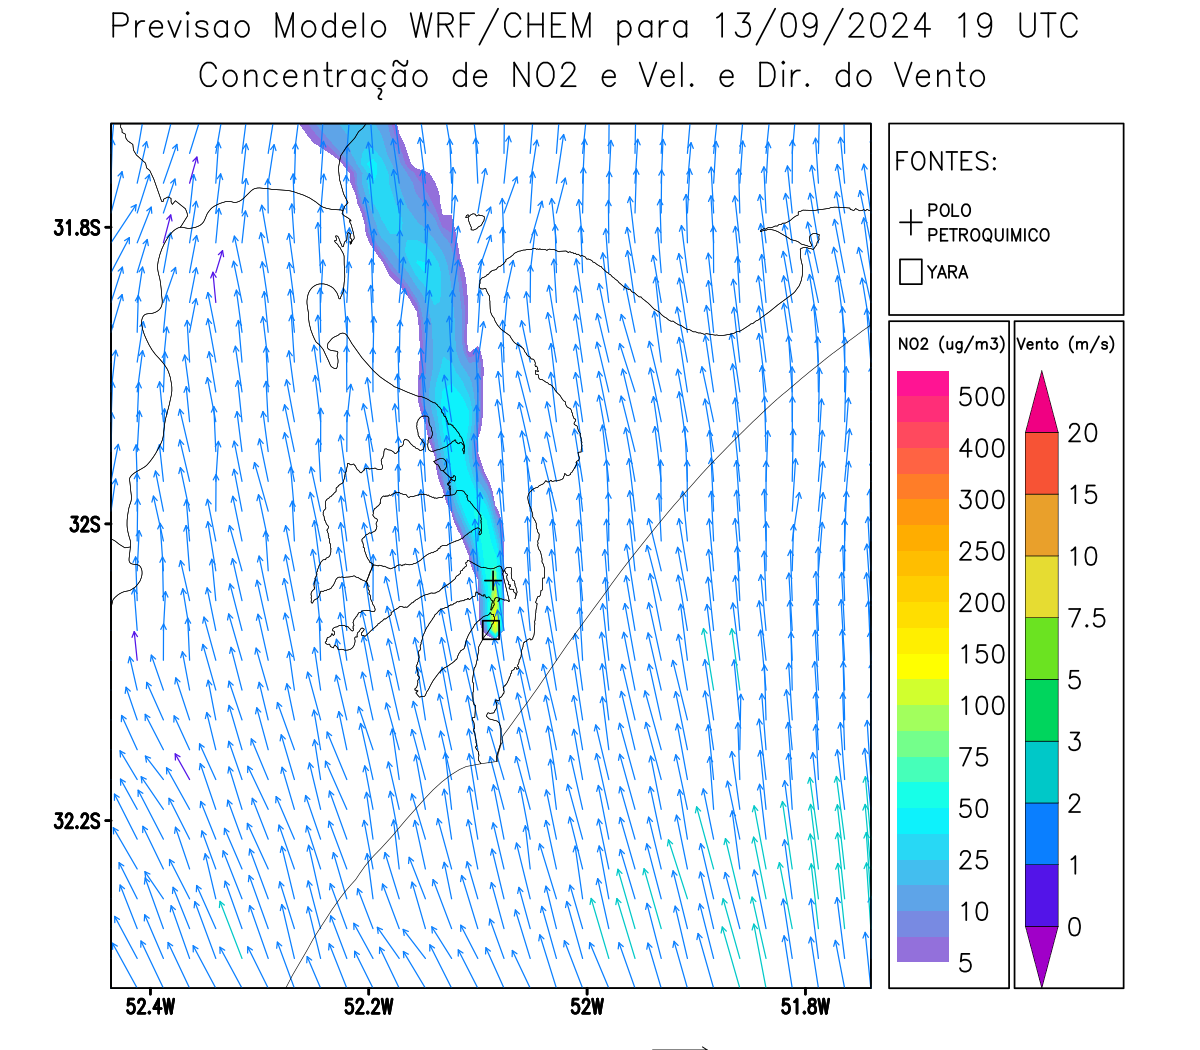 Previsao Modelo WRF/CHEM para 13/09/2024 19 UTC
Concentração de NO2 e Vel. e Dir. do Vento
FONTES:
POLO
PETROQUIMICO
YARA
NO2 (ug/m3)
500
400
300
250
200
150
100
75
50
25
10
5
Vento (m/s)
20
15
10
7.5
5
3
2
1
0
31.8S
32S
32.2S
52.4W
52.2W
52W
51.8W